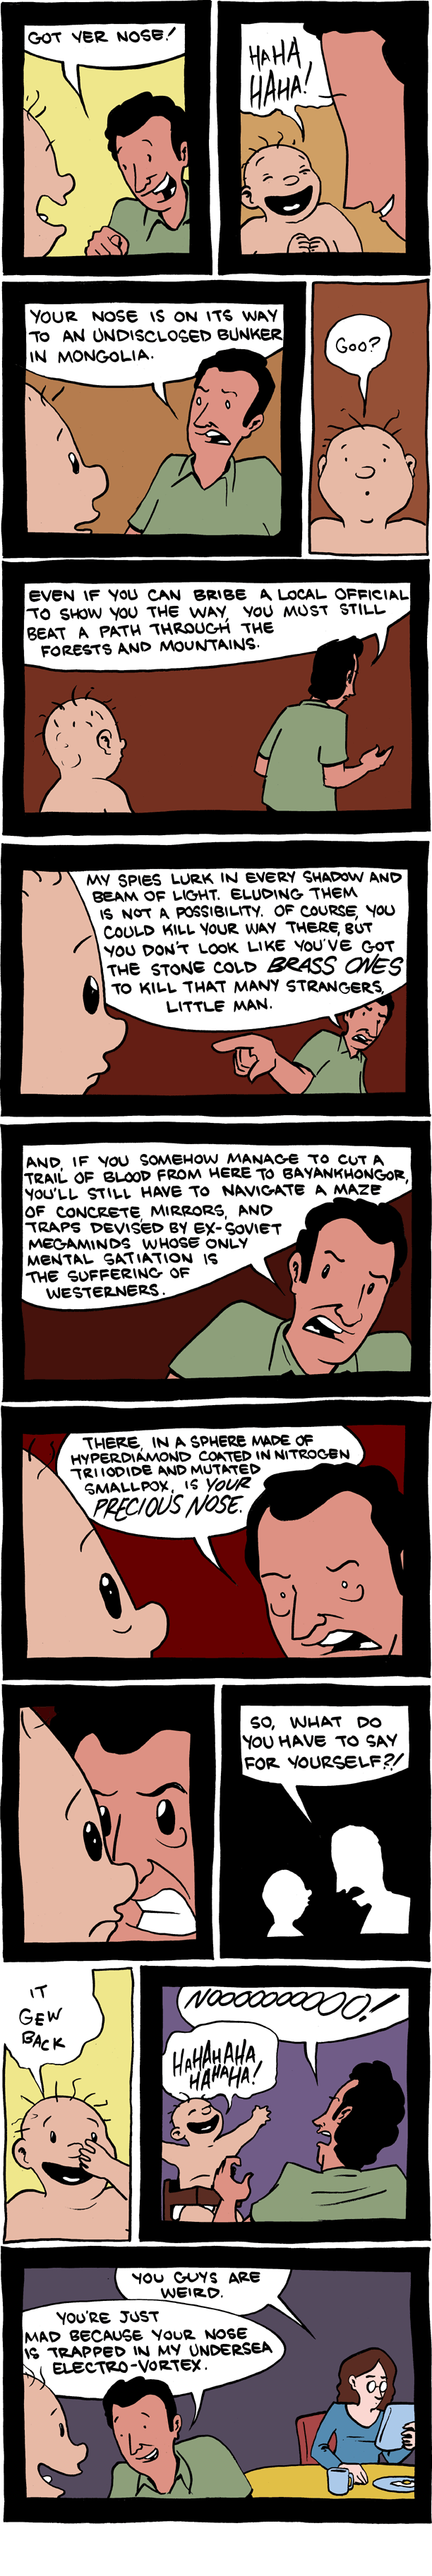 GOT YER NOSE!
HAHA
HAHA!
YOUR NOSE IS ON ITS WAY
TO AN UNDISCLOSED BUNKER
IN MONGOLIA.
GOO?
EVEN IF YOU CAN BRIBE A LOCAL OFFICIAL
TO SHOW YOU THE WAY, YOU MUST STILL
BEAT A PATH THROUGH THE
FORESTS AND MOUNTAINS.
MY SPIES LURK IN EVERY SHADOW AND
BEAM OF LIGHT. ELUDING THEM
IS NOT A POSSIBILITY. OF COURSE, YOU
COULD KILL YOUR WAY THERE, BUT
YOU DON'T LOOK LIKE YOU'VE GOT
THE STONE COLD BRASS ONES
TO KILL THAT MANY STRANGERS,
LITTLE MAN.
AND, IF YOU SOMEHOW MANAGE TO CUT A
TRAIL OF BLOOD FROM HERE TO BAYANKHONGOR,
YOU'LL STILL HAVE TO NAVIGATE A MAZE
OF CONCRETE, MIRRORS, AND
TRAPS DEVISED BY EX-SOVIET
MEGAMINDS WHOSE ONLY
MENTAL SATIATION IS
THE SUFFERING OF
WESTERNERS.
THERE, IN A SPHERE MADE OF
HYPERDIAMOND COATED IN NITROGEN
TRIIODIDE AND MUTATED
SMALLPOX, IS YOUR
PRECIOUS NOSE.
SO, WHAT DO
YOU HAVE TO SAY
FOR YOURSELF?!
IT
GEW
BACK
NOOOOOOOOOO!
HAHAHAHA
HAHAHA!
YOU GUYS ARE
WEIRD.
YOU'RE JUST
MAD BECAUSE YOUR NOSE
IS TRAPPED IN MY UNDERSEA
ELECTRO-VORTEX.